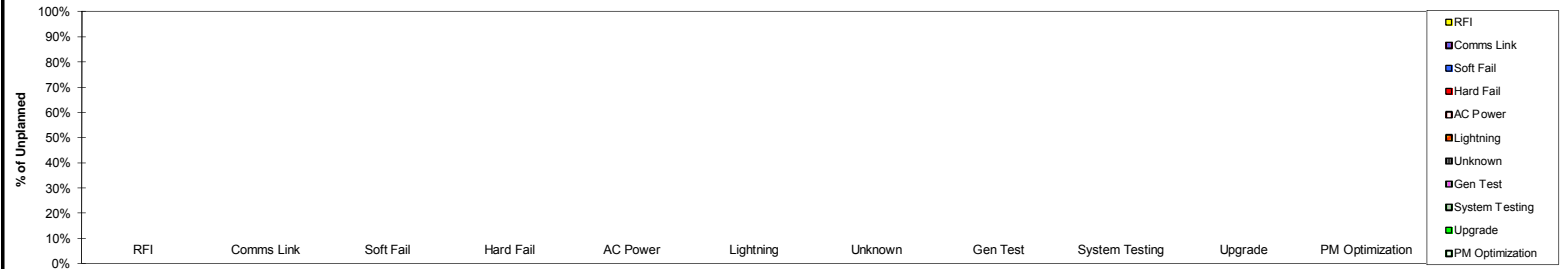 % of Unplanned
100%
90%
80%
70%
60%
50%
40%
30%
20%
10%
0%
RFI Comms Link Soft Fail Hard Fail AC Power Lightning Unknown Gen Test System Testing Upgrade PM Optimization
RFI
Comms Link
Soft Fail
Hard Fail
AC Power
Lightning
Unknown
Gen Test
System Testing
Upgrade
PM Optimization